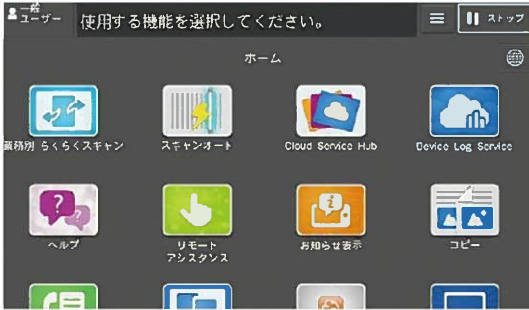 一般
ユーザー
使用する機能を選択してください。
ストップ
ホーム
業務別 らくらくスキャン
スキャンオート
Cloud Service Hub
Device Log Service
ヘルプ
リモート
アシスタンス
お知らせ表示
コピー